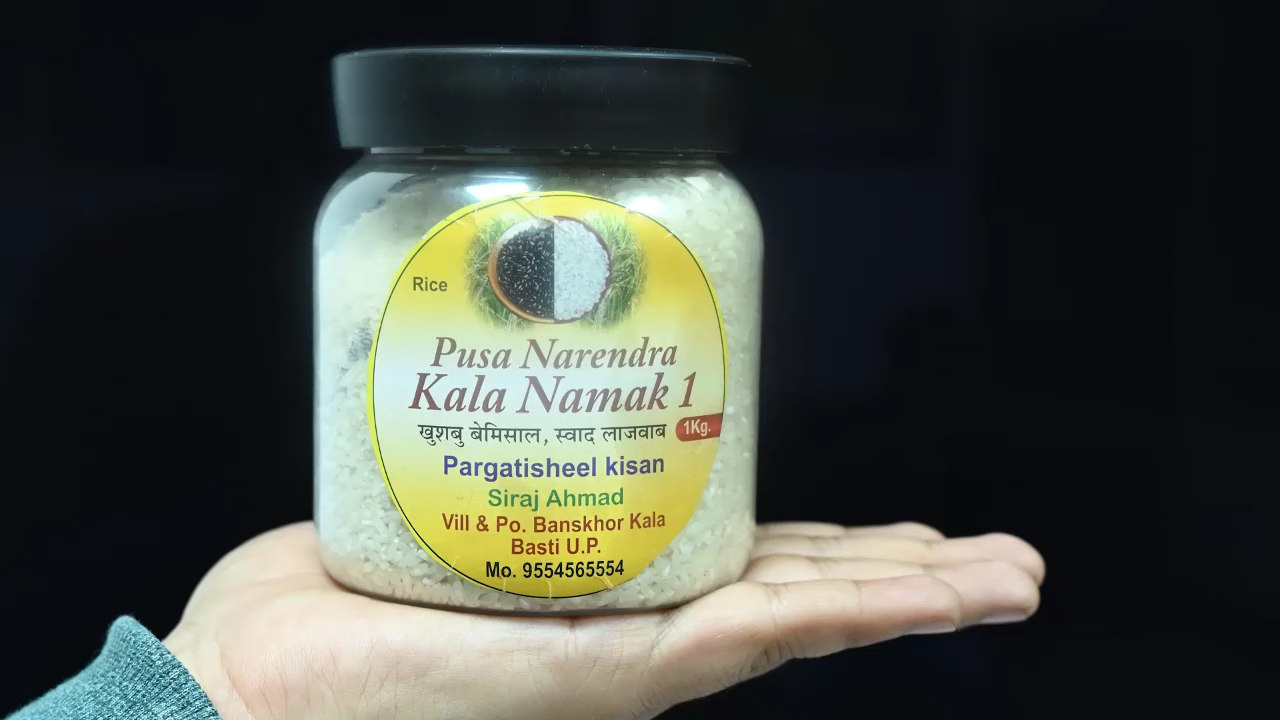 Rice
Pusa Narendra
Kala Namak 1
खुशबु बेमिसाल, स्वाद लाजवाब
1Kg.
Pargatisheel kisan
Siraj Ahmad
Vill & Po. Banskhor Kala
Basti U.P.
Mo. 9554565554